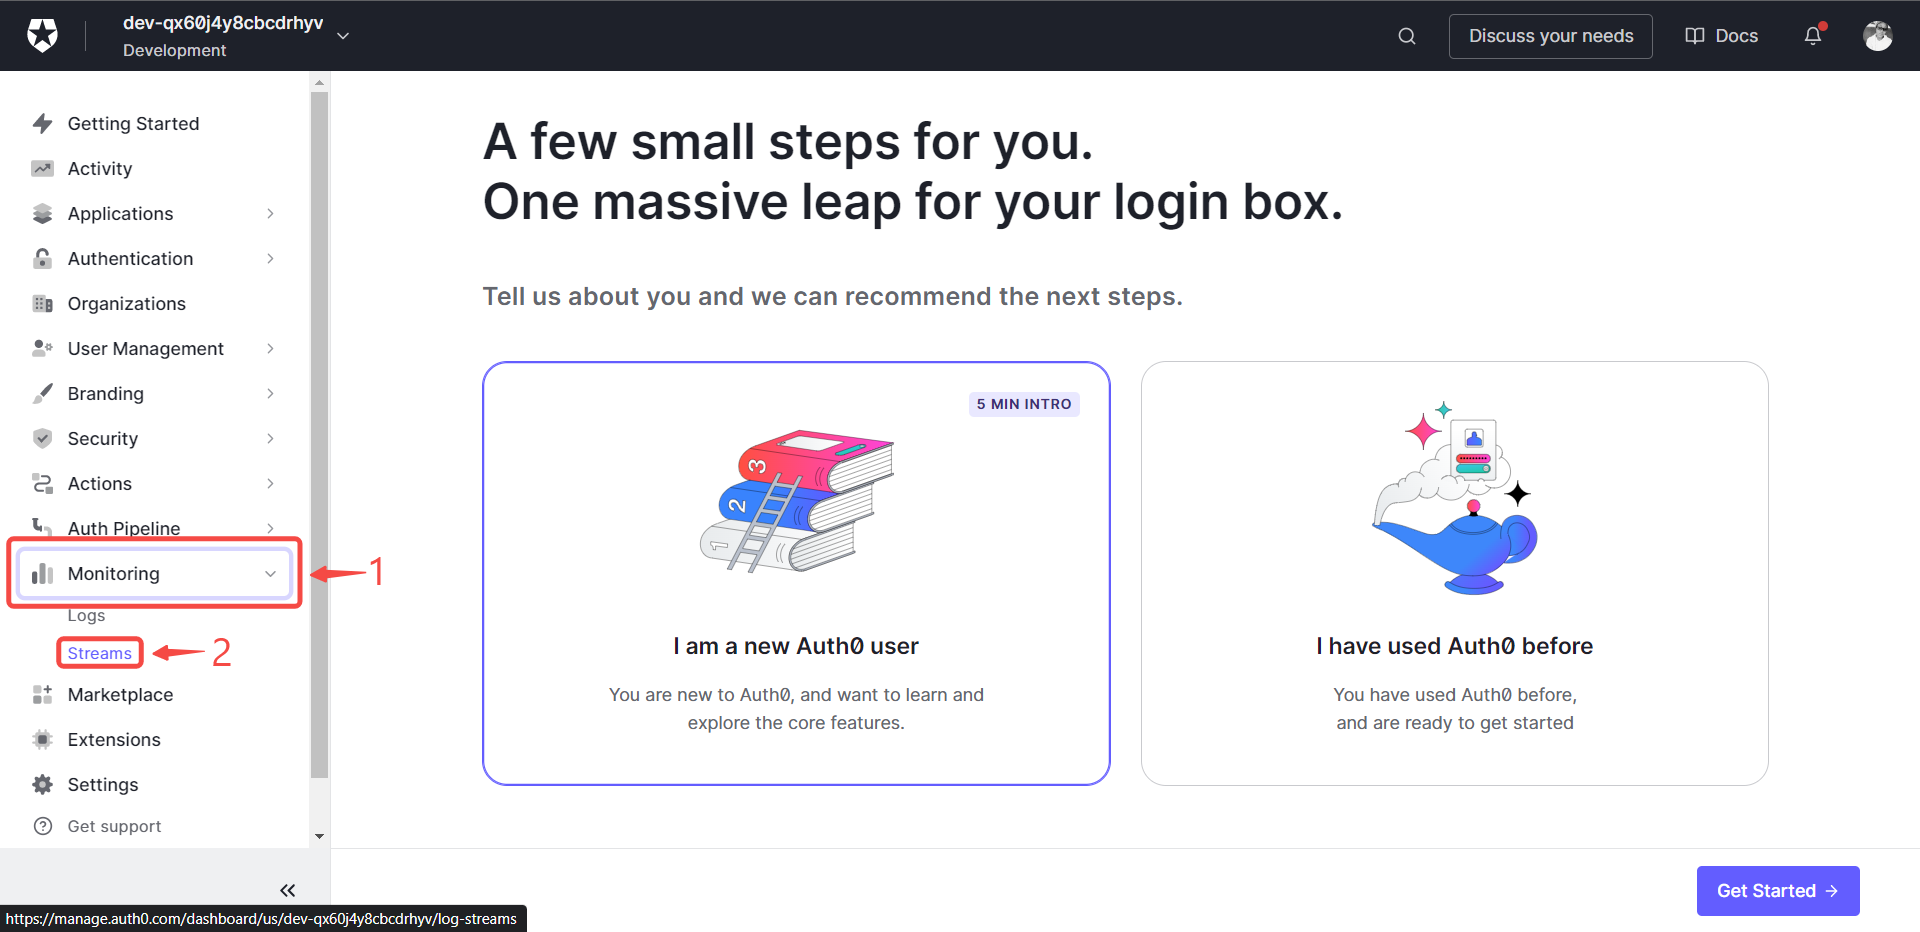 dev-qx60j4y8cbcdrhyv
Development
Discuss your needs
Docs
Getting Started
Activity
Applications
Authentication
Organizations
User Management
Branding
Security
Actions
Auth Pipeline
Monitoring
1
Logs
Streams
2
Marketplace
Extensions
Settings
Get support
A few small steps for you.
One massive leap for your login box.
Tell us about you and we can recommend the next steps.
5 MIN INTRO
3
2
1
I am a new Auth0 user
You are new to Auth0, and want to learn and
explore the core features.
I have used Auth0 before
You have used Auth0 before,
and are ready to get started
Get Started
https://manage.auth0.com/dashboard/us/dev-qx60j4y8cbcdrhyv/log-streams